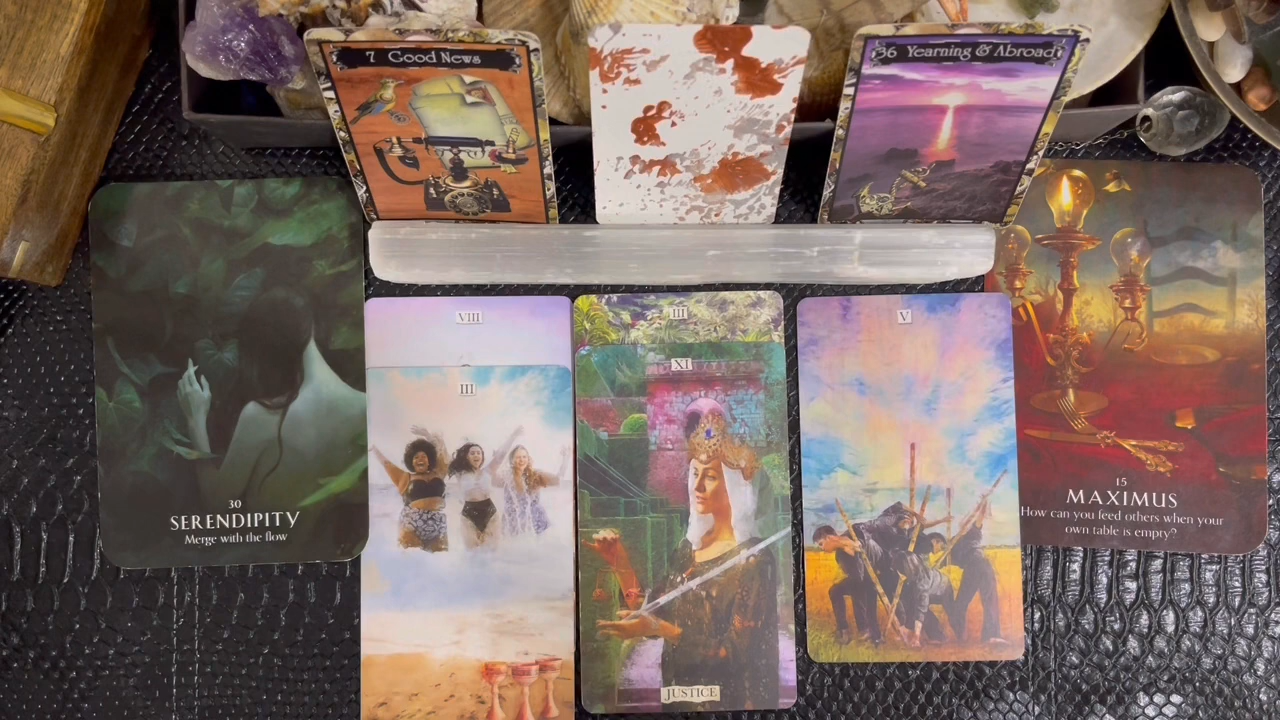 7 Good News
36 Yearning & Abroad
30
SERENDIPITY
Merge with the flow
VIII
III
III
XI
JUSTICE
V
15
MAXIMUS
How can you feed others when your
own table is empty?